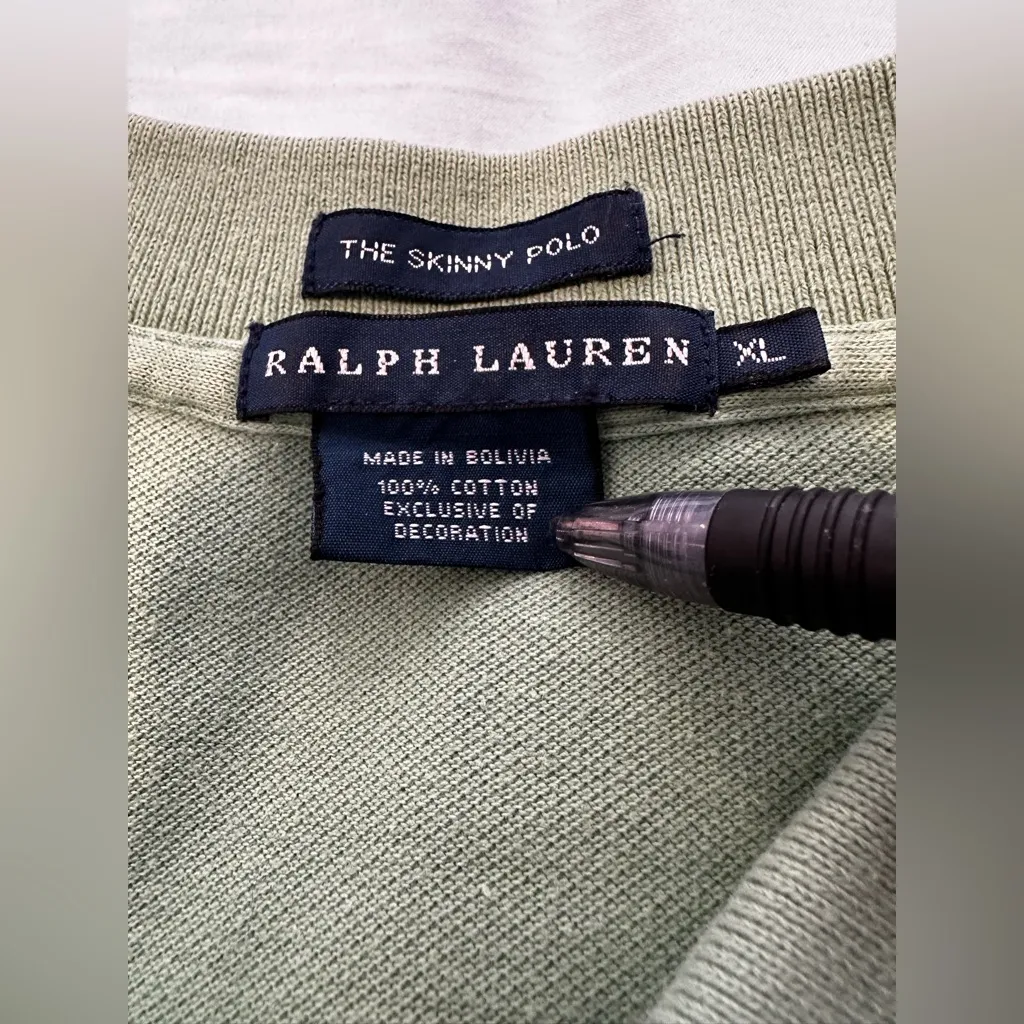 THE SKINNY POLO
RALPH LAUREN
XL
MADE IN BOLIVIA
100% COTTON
EXCLUSIVE OF
DECORATION